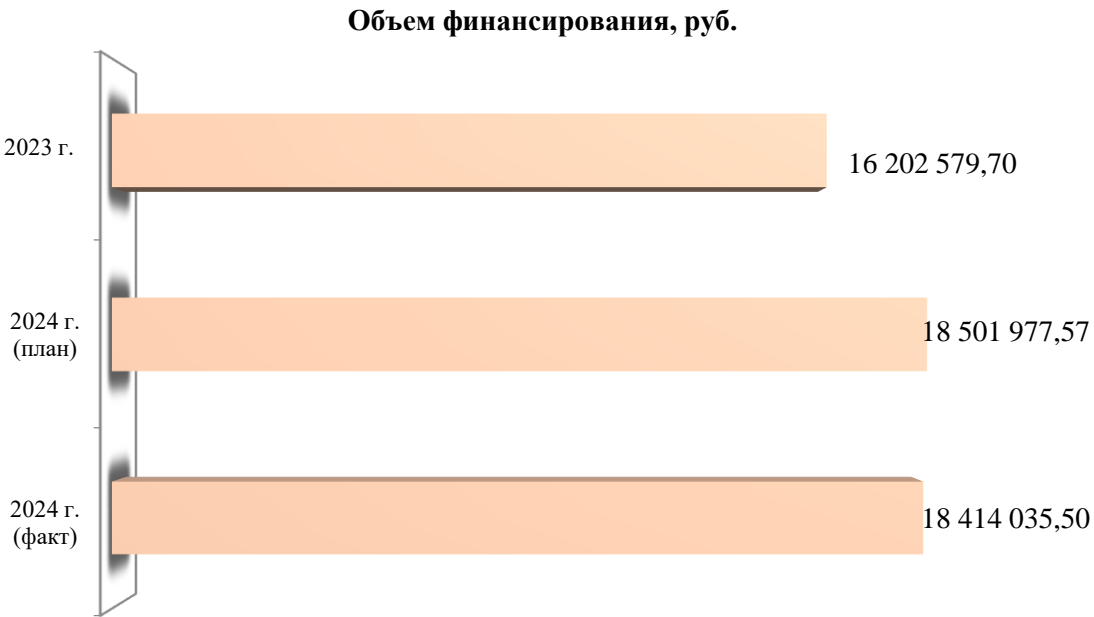 Объем финансирования, руб.
2023 г.
16 202 579,70
2024 г.
(план)
18 501 977,57
2024 г.
(факт)
18 414 035,50